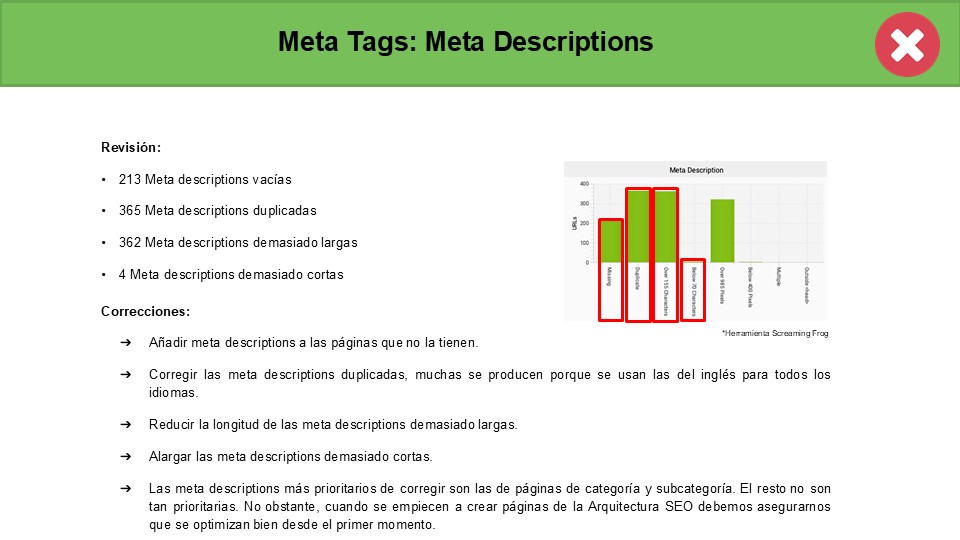 Meta Tags: Meta Descriptions
Revisión:
• 213 Meta descriptions vacías
• 365 Meta descriptions duplicadas
• 362 Meta descriptions demasiado largas
• 4 Meta descriptions demasiado cortas
Meta Description
400
300
200
100
0
URLs
Missing
Duplicate
Over 155 Characters
Below 70 Characters
Over 985 Pixels
Below 400 Pixels
Multiple
Outside <head>
*Herramienta Screaming Frog
Correcciones:
➔ Añadir meta descriptions a las páginas que no la tienen.
➔ Corregir las meta descriptions duplicadas, muchas se producen porque se usan las del inglés para todos los
idiomas.
➔ Reducir la longitud de las meta descriptions demasiado largas.
➔ Alargar las meta descriptions demasiado cortas.
➔ Las meta descriptions más prioritarios de corregir son las de páginas de categoría y subcategoría. El resto no son
tan prioritarias. No obstante, cuando se empiecen a crear páginas de la Arquitectura SEO debemos asegurarnos
que se optimizan bien desde el primer momento.